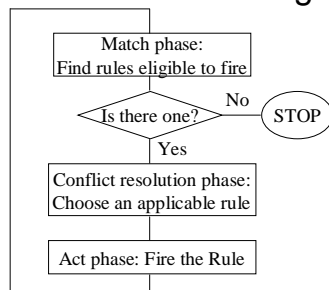 Match phase:
Find rules eligible to fire
Is there one?
No
STOP
Yes
Conflict resolution phase:
Choose an applicable rule
Act phase: Fire the Rule